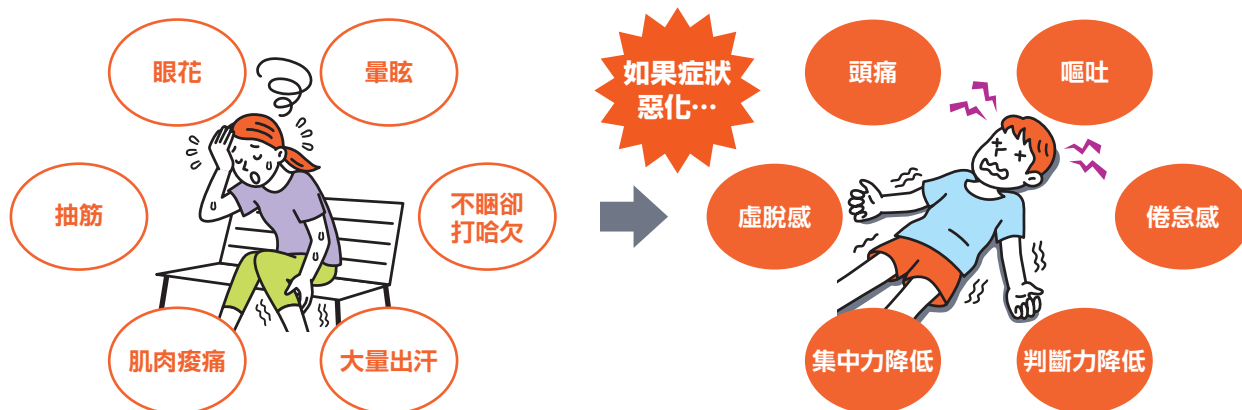 眼花
暈眩
抽筋
不睏卻
打哈欠
肌肉痠痛
大量出汗
如果症狀
惡化…
頭痛
嘔吐
虛脫感
倦怠感
集中力降低
判斷力降低